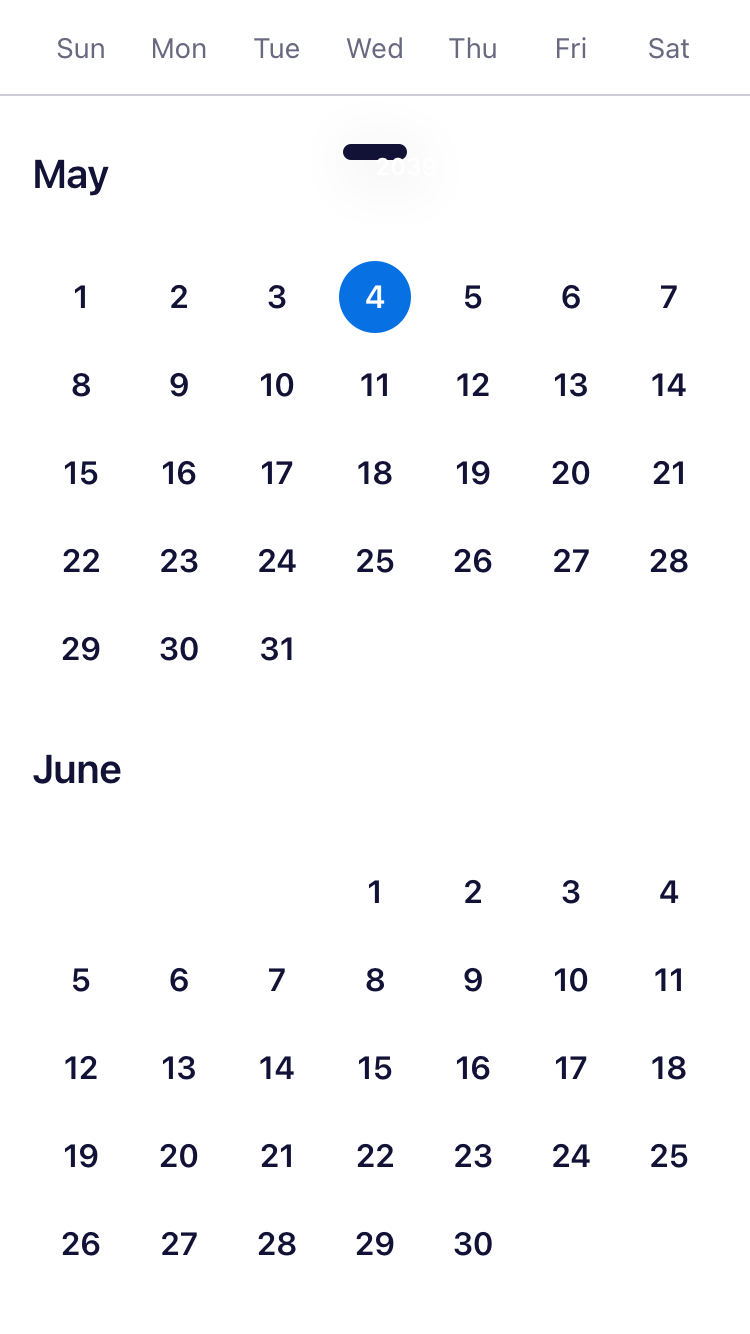 Sun Mon Tue Wed Thu Fri Sat
May
1 2 3 4 5 6 7
8 9 10 11 12 13 14
15 16 17 18 19 20 21
22 23 24 25 26 27 28
29 30 31
June
1 2 3 4
5 6 7 8 9 10 11
12 13 14 15 16 17 18
19 20 21 22 23 24 25
26 27 28 29 30